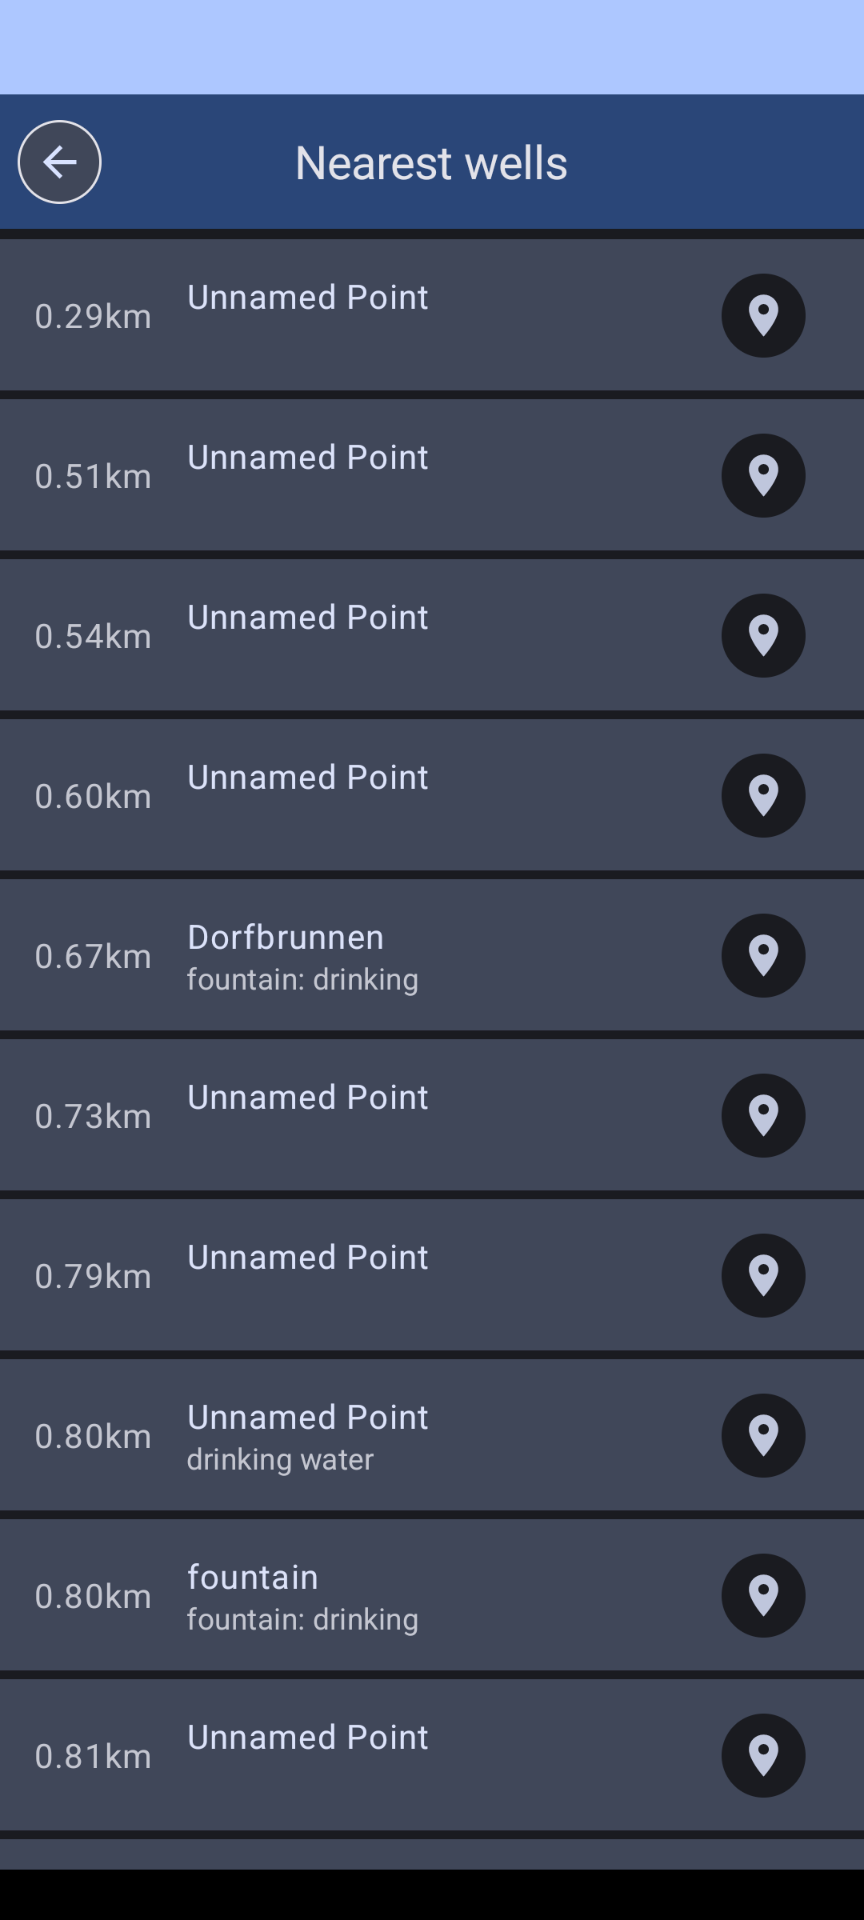 Nearest wells
0.29km
Unnamed Point
0.51km
Unnamed Point
0.54km
Unnamed Point
0.60km
Unnamed Point
0.67km
Dorfbrunnen
fountain: drinking
0.73km
Unnamed Point
0.79km
Unnamed Point
0.80km
Unnamed Point
drinking water
0.80km
fountain
fountain: drinking
0.81km
Unnamed Point